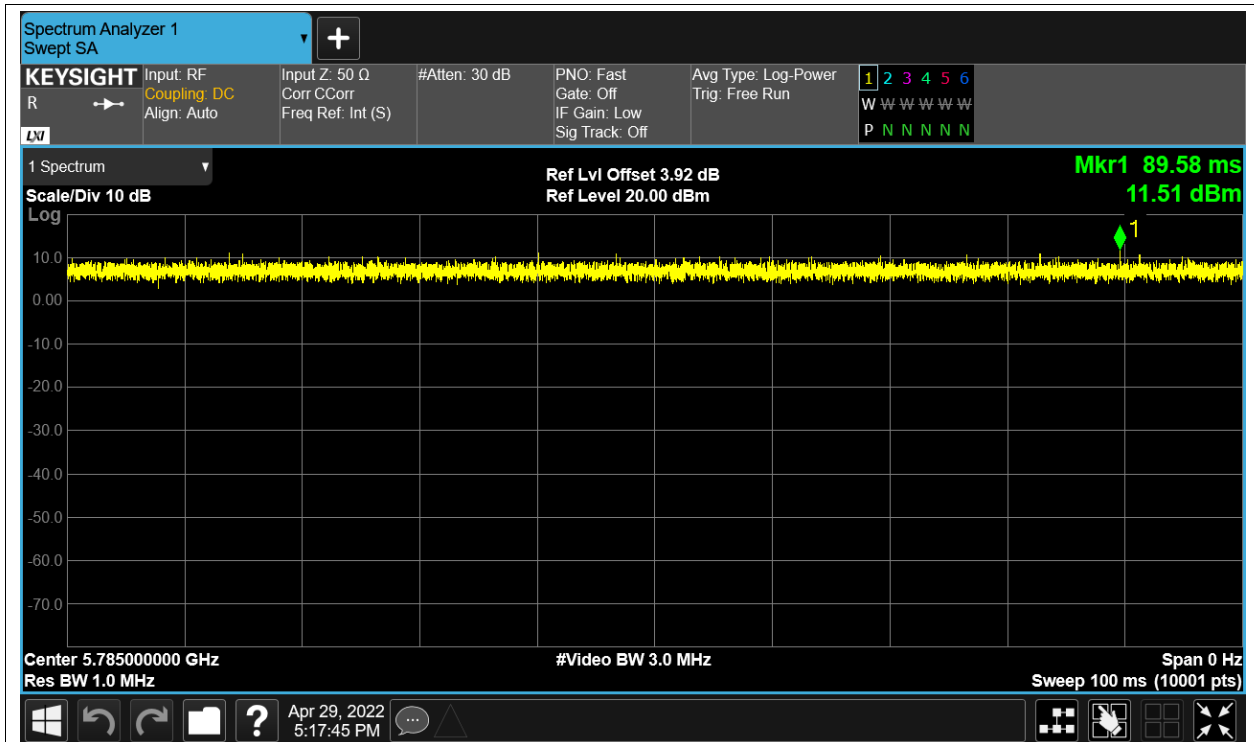 Spectrum Analyzer 1
Swept SA
KEYSIGHT
R
LXI
Input: RF
Coupling: DC
Align: Auto
Input Z: 50 Ω
Corr CCorr
Freq Ref: Int (S)
#Atten: 30 dB
PNO: Fast
Gate: Off
IF Gain: Low
Sig Track: Off
Avg Type: Log-Power
Trig: Free Run
1 2 3 4 5 6
W W W W W W
P N N N N N
1 Spectrum
Scale/Div 10 dB
Log
Ref Lvl Offset 3.92 dB
Ref Level 20.00 dBm
Mkr1 89.58 ms
11.51 dBm
1
10.0
0.00
-10.0
-20.0
-30.0
-40.0
-50.0
-60.0
-70.0
Center 5.785000000 GHz
#Video BW 3.0 MHz
Span 0 Hz
Res BW 1.0 MHz
Sweep 100 ms (10001 pts)
?
Apr 29, 2022
5:17:45 PM